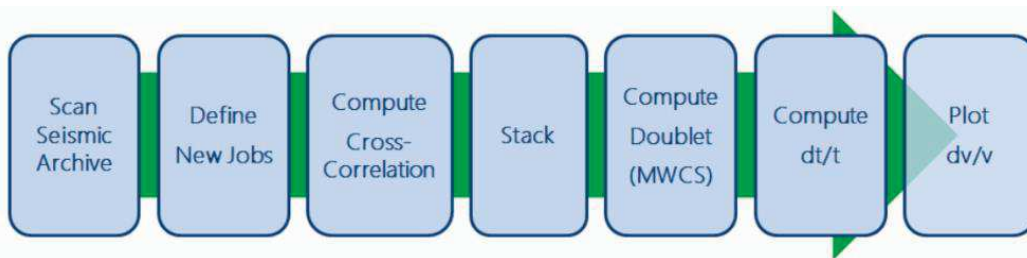 Scan
Seismic
Archive
Define
New Jobs
Compute
Cross-
Correlation
Stack
Compute
Doublet
(MWCS)
Compute
dt/t
Plot
dv/v